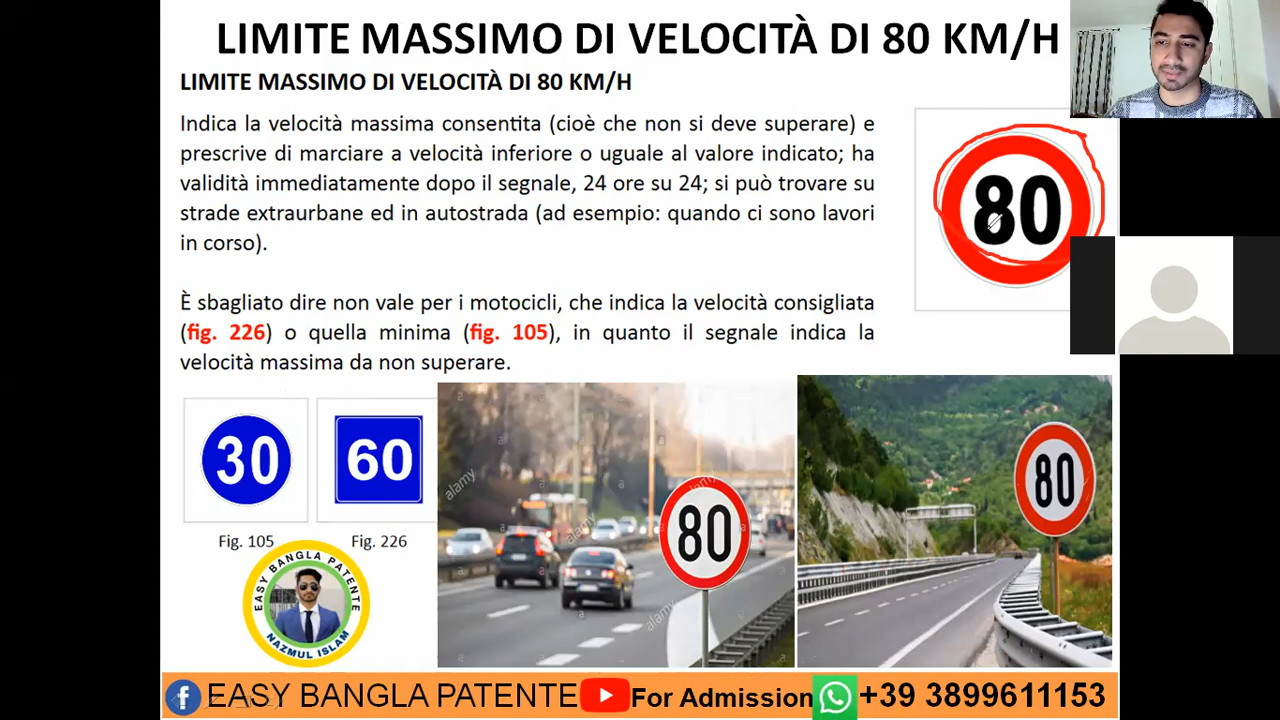 LIMITE MASSIMO DI VELOCITÀ DI 80 KM/H
LIMITE MASSIMO DI VELOCITÀ DI 80 KM/H
Indica la velocità massima consentita (cioè che non si deve superare) e
prescrive di marciare a velocità inferiore o uguale al valore indicato; ha
validità immediatamente dopo il segnale, 24 ore su 24; si può trovare su
strade extraurbane ed in autostrada (ad esempio: quando ci sono lavori
in corso).
80
È sbagliato dire non vale per i motocicli, che indica la velocità consigliata
(fig. 226) o quella minima (fig. 105), in quanto il segnale indica la
velocità massima da non superare.
30
60
Fig. 105
Fig. 226
80
80
alamy
alamy
alamy
EASY BANGLA PATENTE
NAZMUL ISLAM
EASY BANGLA PATENTE
For Admission
+39 3899611153